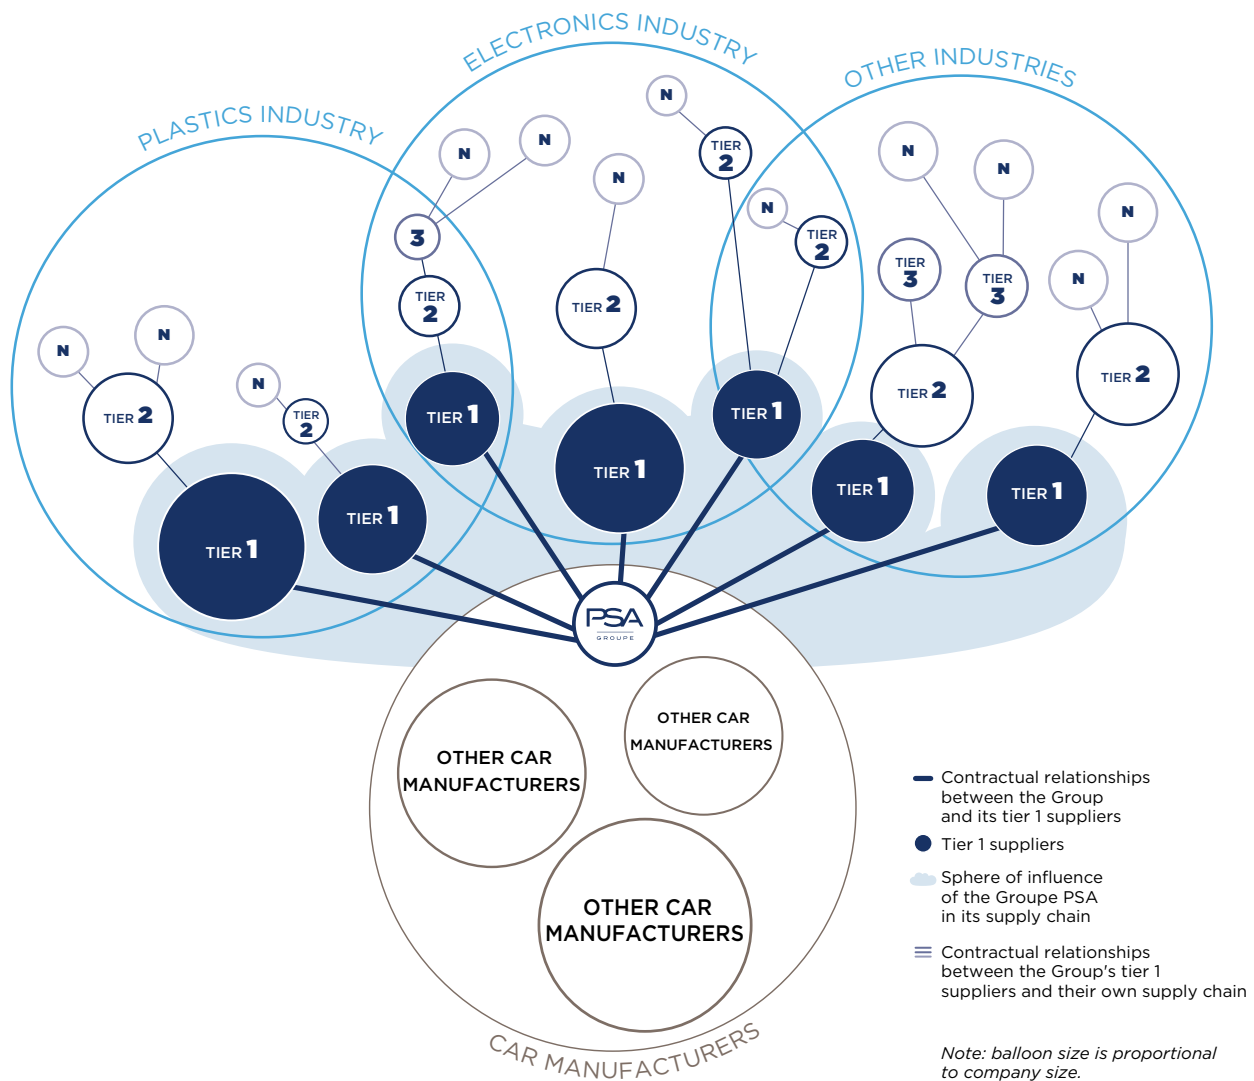 ELECTRONICS INDUSTRY
OTHER INDUSTRIES
PLASTICS INDUSTRY
N
N
N
TIER
2
N
N
N
N
N
TIER
2
N
3
TIER
3
TIER
3
N
TIER
2
TIER 2
N
N
TIER 2
N
TIER
2
TIER 2
TIER 2
TIER 1
TIER 1
TIER 1
TIER 1
TIER 1
TIER 1
TIER 1
PSA
GROUPE
OTHER CAR
MANUFACTURERS
OTHER CAR
MANUFACTURERS
OTHER CAR
MANUFACTURERS
CAR MANUFACTURERS
Contractual relationships
between the Group
and its tier 1 suppliers
Tier 1 suppliers
Sphere of influence
of the Groupe PSA
in its supply chain
Contractual relationships
between the Group's tier 1
suppliers and their own supply chain
Note: balloon size is proportional
to company size.